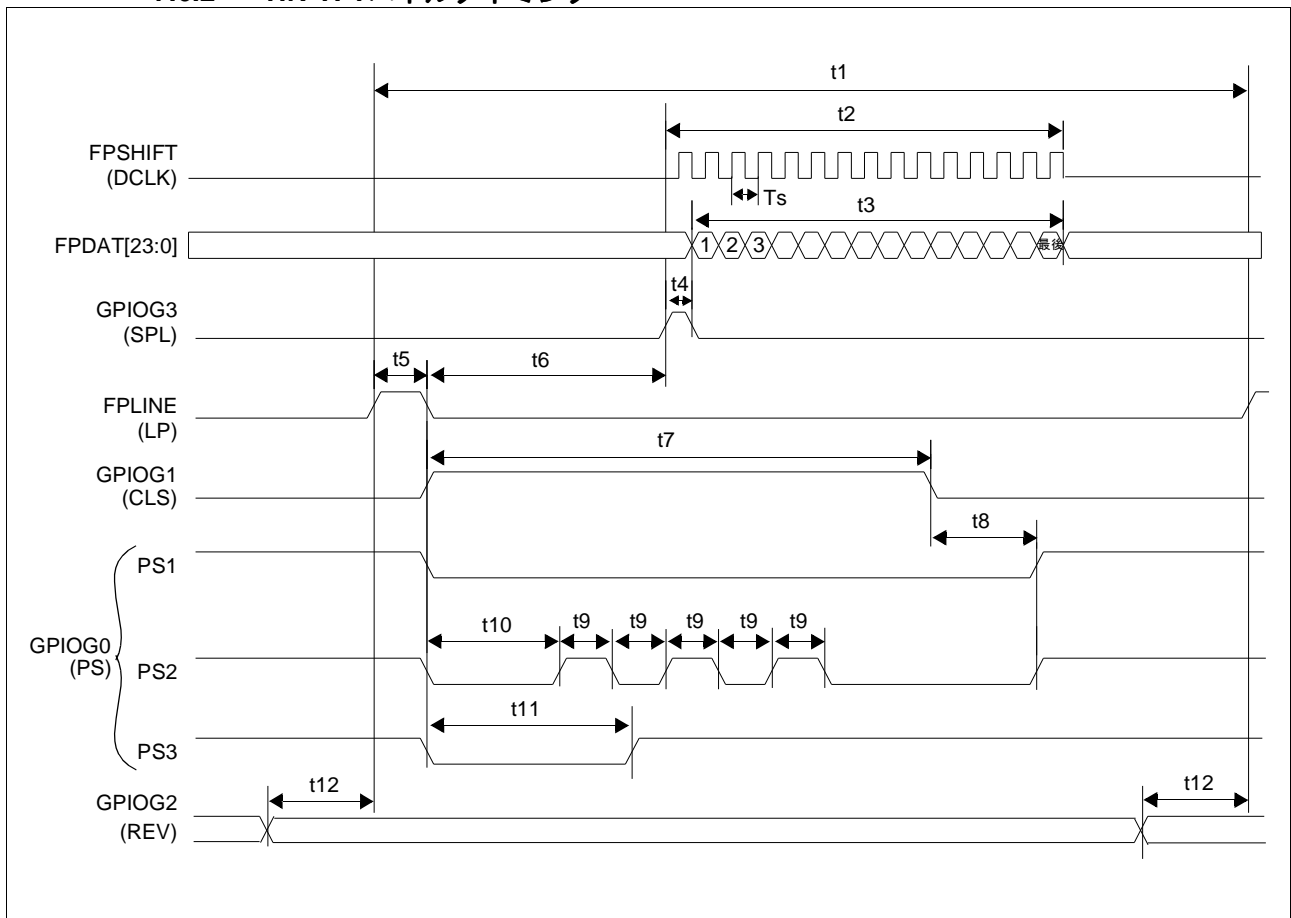 t1
t2
FPSHIFT
(DCLK)
Ts
t3
FPDAT[23:0]
1 2 3 最後
t4
GPIOG3
(SPL)
t5 t6
FPLINE
(LP)
t7
GPIOG1
(CLS)
t8
PS1
t10 t9 t9 t9 t9 t9
GPIOG0
(PS)
PS2
t11
PS3
t12 t12
GPIOG2
(REV)